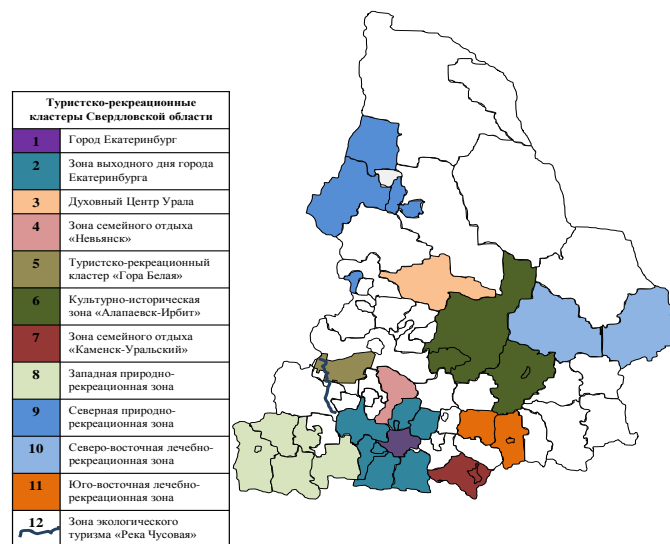 Туристско-рекреационные
кластеры Свердловской области
1 Город Екатеринбург
2 Зона выходного дня города
Екатеринбурга
3 Духовный Центр Урала
4 Зона семейного отдыха
«Невьянск»
5 Туристско-рекреационный
кластер «Гора Белая»
6 Культурно-историческая
зона «Алапаевск-Ирбит»
7 Зона семейного отдыха
«Каменск-Уральский»
8 Западная природно-
рекреационная зона
9 Северная природно-
рекреационная зона
10 Северо-восточная лечебно-
рекреационная зона
11 Юго-восточная лечебно-
рекреационная зона
12 Зона экологического
туризма «Река Чусовая»